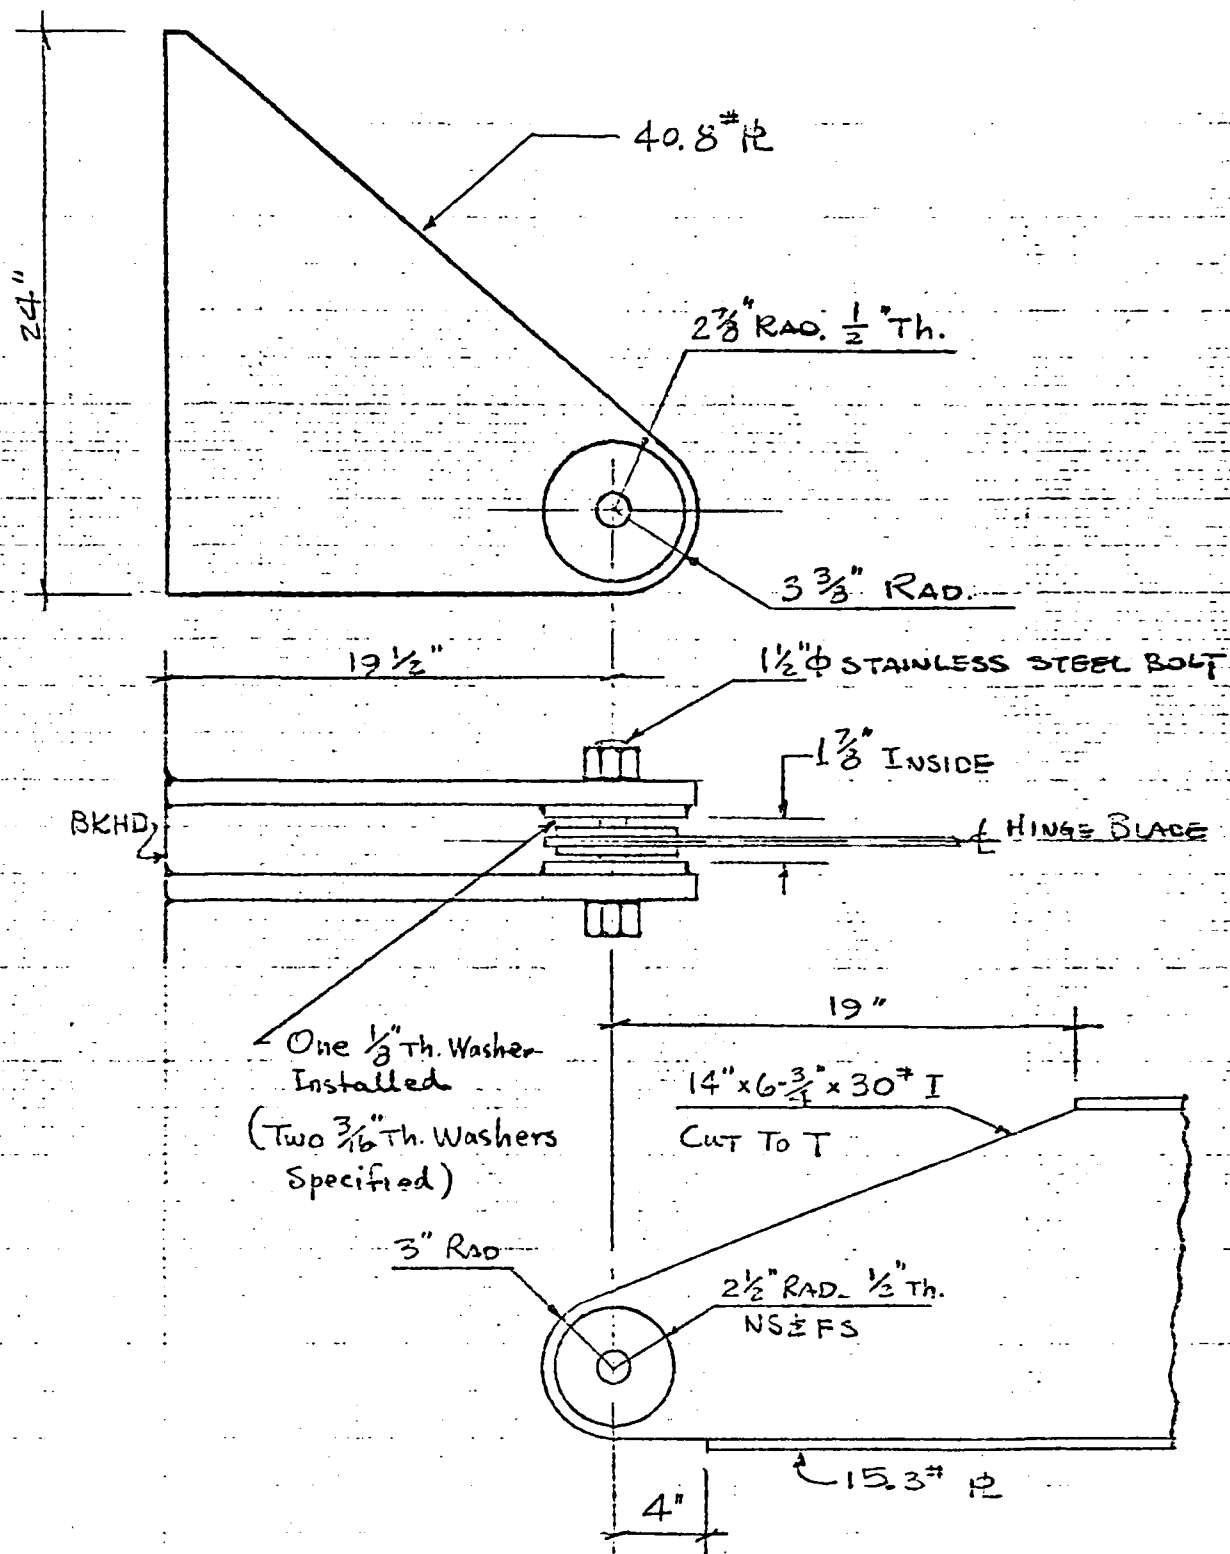 24"
40.8# PL
2 7/8" RAD. 1/2" Th.
3 3/8" RAD.
19 1/2"
1 1/2" φ STAINLESS STEEL BOLT
1 7/8" INSIDE
BKHD
℄ HINGE BLADE
One 1/8" Th. Washer
Installed
(Two 3/16" Th. Washers
Specified)
19"
14" x 6-3/4" x 30# I
CUT TO T
3" RAD
2 1/2" RAD. 1/2" Th.
NS & FS
15.3# PL
4"